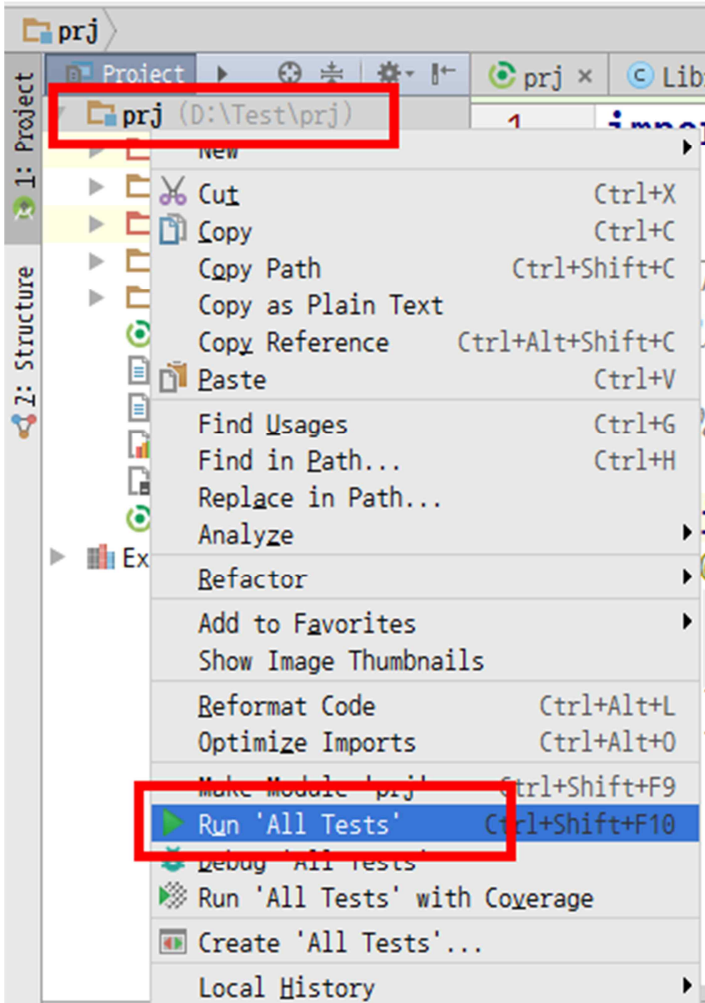 prj
Project
prj
Lib
1: Project
prj (D:\Test\prj)
1
impor
New
Cut Ctrl+X
Copy Ctrl+C
Copy Path Ctrl+Shift+C
Copy as Plain Text
Copy Reference Ctrl+Alt+Shift+C
Paste Ctrl+V
2: Structure
Find Usages Ctrl+G
Find in Path... Ctrl+H
Replace in Path...
Analyze
Ex
Refactor
Add to Favorites
Show Image Thumbnails
Reformat Code Ctrl+Alt+L
Optimize Imports Ctrl+Alt+O
Make Module 'prj' Ctrl+Shift+F9
Run 'All Tests' Ctrl+Shift+F10
Debug 'All Tests'
Run 'All Tests' with Coverage
Create 'All Tests'...
Local History